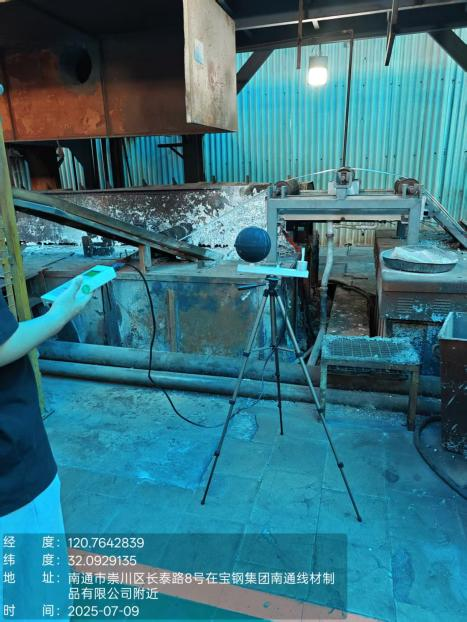 经 度：120.7642839
纬 度：32.0929135
地 址：南通市崇川区长泰路8号在宝钢集团南通线材制
品有限公司附近
时 间：2025-07-09